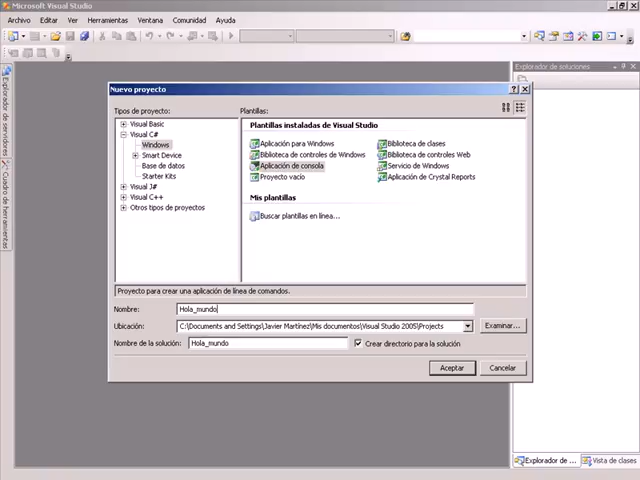 Microsoft Visual Studio
Archivo Editar Ver Herramientas Ventana Comunidad Ayuda
Explorador de soluciones
Explorador de servidores
Cuadro de herramientas
Nuevo proyecto
Tipos de proyecto:
Plantillas:
Visual Basic
Visual C#
Windows
Smart Device
Base de datos
Starter Kits
Visual J#
Visual C++
Otros tipos de proyectos
Plantillas instaladas de Visual Studio
Aplicación para Windows
Biblioteca de clases
Biblioteca de controles de Windows
Biblioteca de controles Web
Aplicación de consola
Servicio de Windows
Proyecto vacío
Aplicación de Crystal Reports
Mis plantillas
Buscar plantillas en línea...
Proyecto para crear una aplicación de línea de comandos.
Nombre: Hola_mundo
Ubicación: C:\Documents and Settings\Javier Martínez\Mis documentos\Visual Studio 2005\Projects Examinar...
Nombre de la solución: Hola_mundo Crear directorio para la solución
Aceptar Cancelar
Explorador de ... Vista de clases